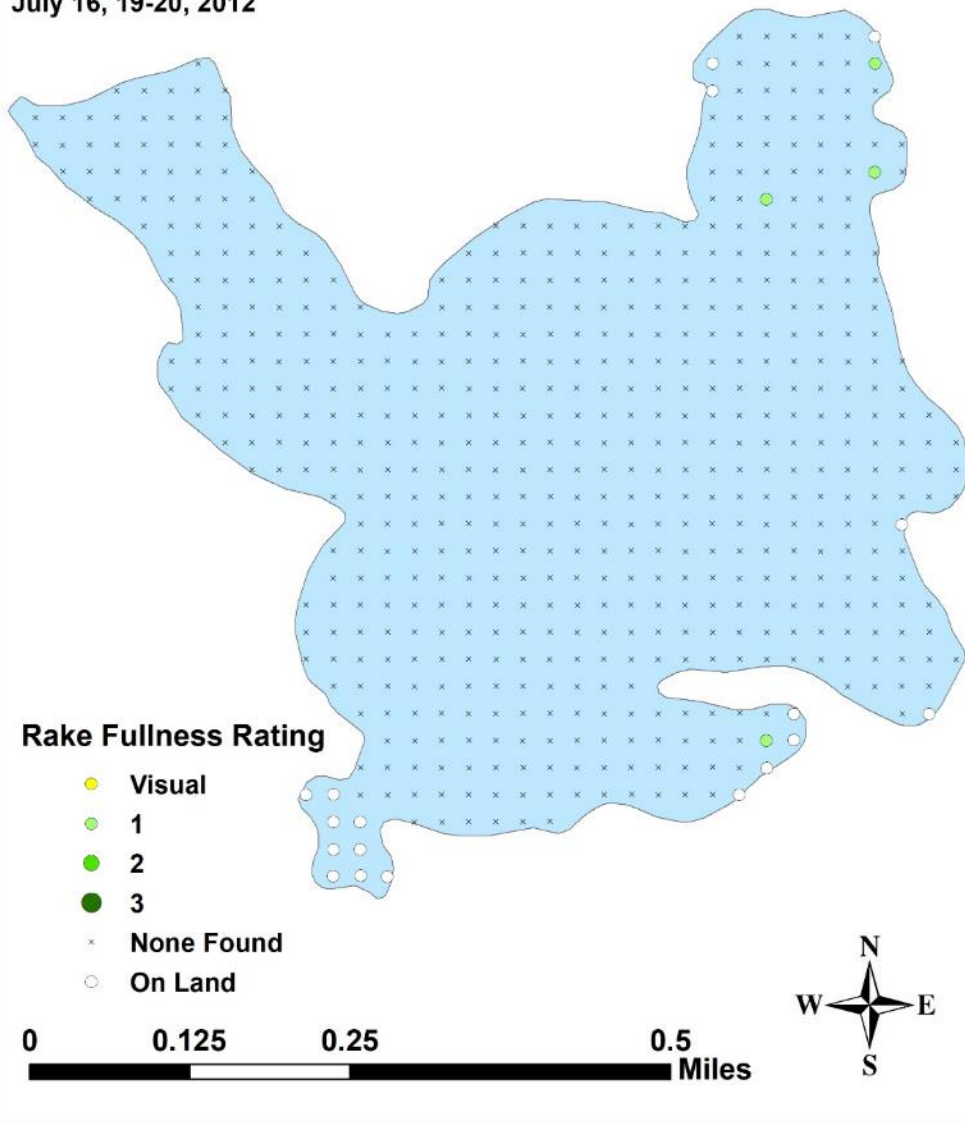 July 16, 19-20, 2012
Rake Fullness Rating
Visual
1
2
3
None Found
On Land
N
W E
S
0 0.125 0.25 0.5
Miles